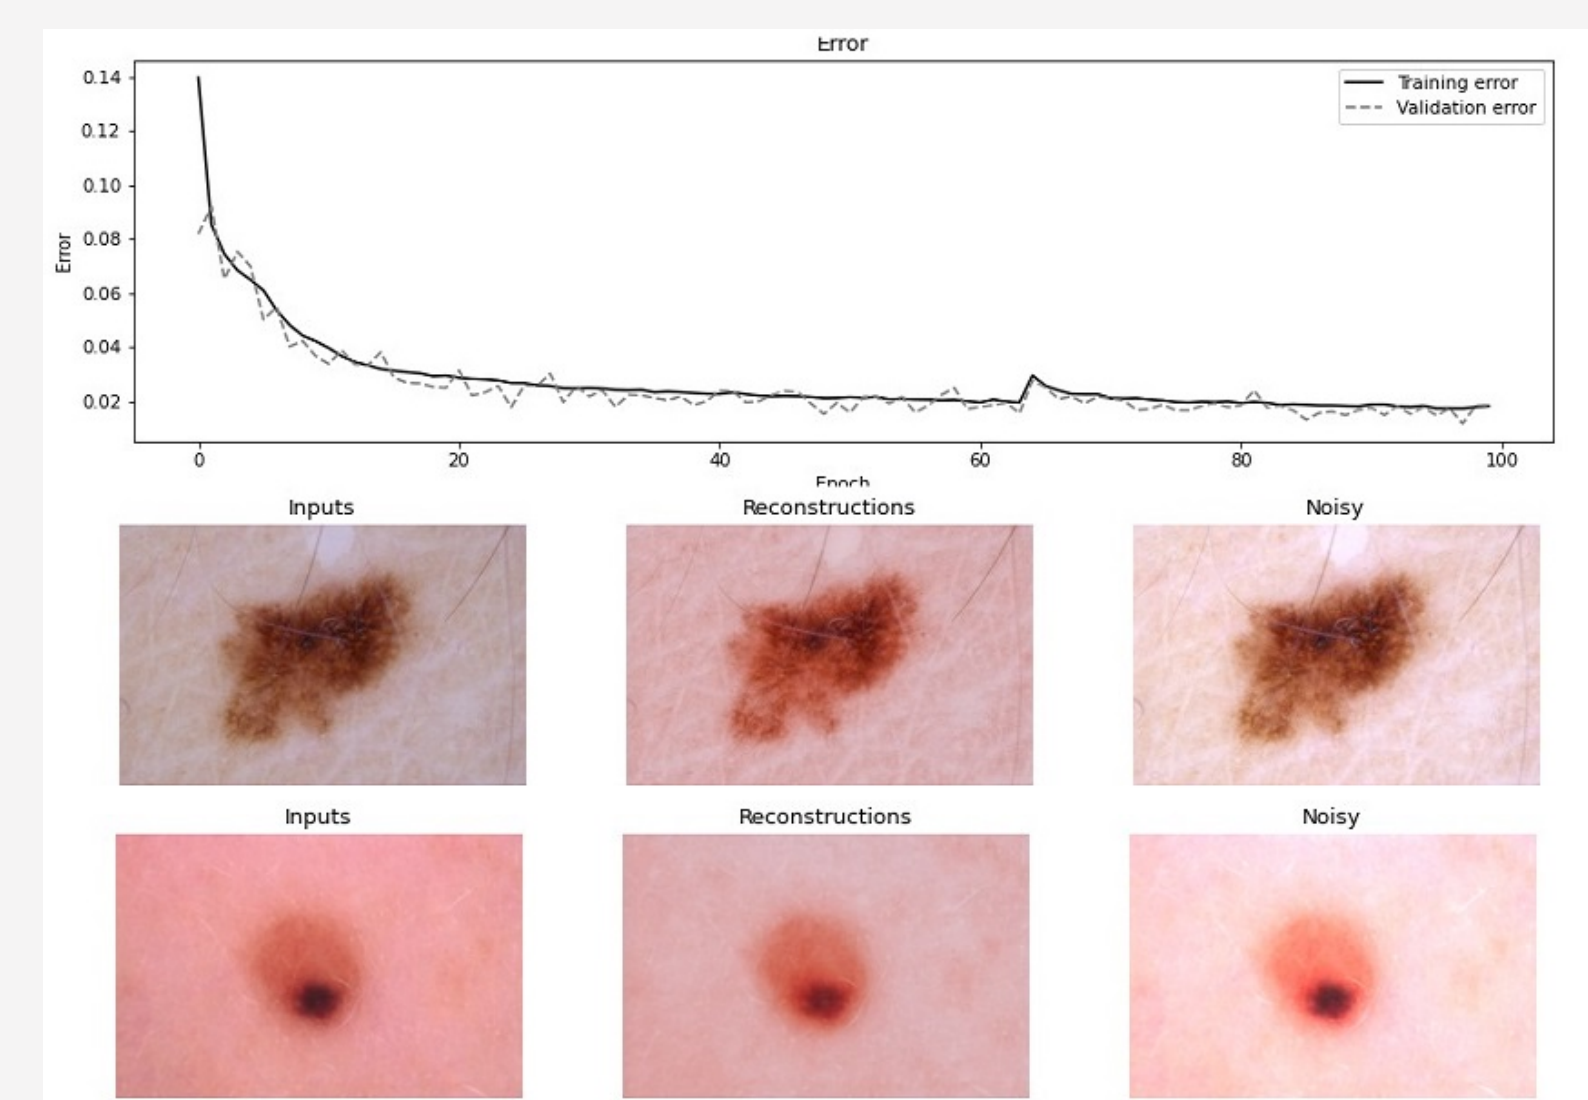 Error
0.14
0.12
0.10
0.08
0.06
0.04
0.02
Error
Training error
Validation error
0 20 40 60 80 100
Epoch
Inputs Reconstructions Noisy
Inputs Reconstructions Noisy